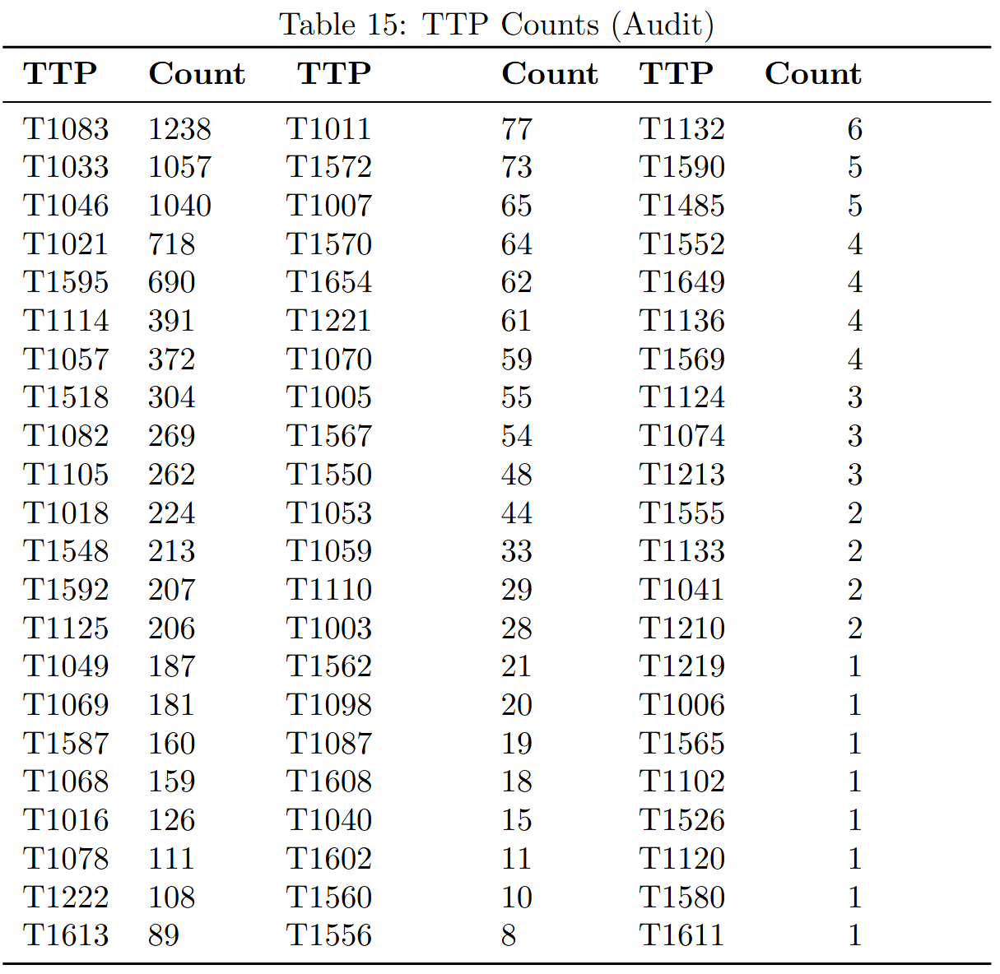 Table 15: TTP Counts (Audit)
TTP Count TTP Count TTP Count
T1083 1238 T1011 77 T1132 6
T1033 1057 T1572 73 T1590 5
T1046 1040 T1007 65 T1485 5
T1021 718 T1570 64 T1552 4
T1595 690 T1654 62 T1649 4
T1114 391 T1221 61 T1136 4
T1057 372 T1070 59 T1569 4
T1518 304 T1005 55 T1124 3
T1082 269 T1567 54 T1074 3
T1105 262 T1550 48 T1213 3
T1018 224 T1053 44 T1555 2
T1548 213 T1059 33 T1133 2
T1592 207 T1110 29 T1041 2
T1125 206 T1003 28 T1210 2
T1049 187 T1562 21 T1219 1
T1069 181 T1098 20 T1006 1
T1587 160 T1087 19 T1565 1
T1068 159 T1608 18 T1102 1
T1016 126 T1040 15 T1526 1
T1078 111 T1602 11 T1120 1
T1222 108 T1560 10 T1580 1
T1613 89 T1556 8 T1611 1